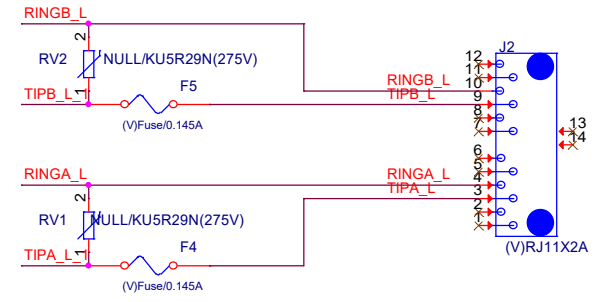 RINGB_L
2
RV2
NULL/KU5R29N(275V)
1
TIPB_L_1
F5
(V)Fuse/0.145A
RINGB_L
TIPB_L
J2
12
11
10
9
8
7
6
5
4
3
2
1
13
14
(V)RJ11X2A
RINGA_L
TIPA_L
RINGA_L
2
RV1
NULL/KU5R29N(275V)
1
TIPA_L_1
F4
(V)Fuse/0.145A